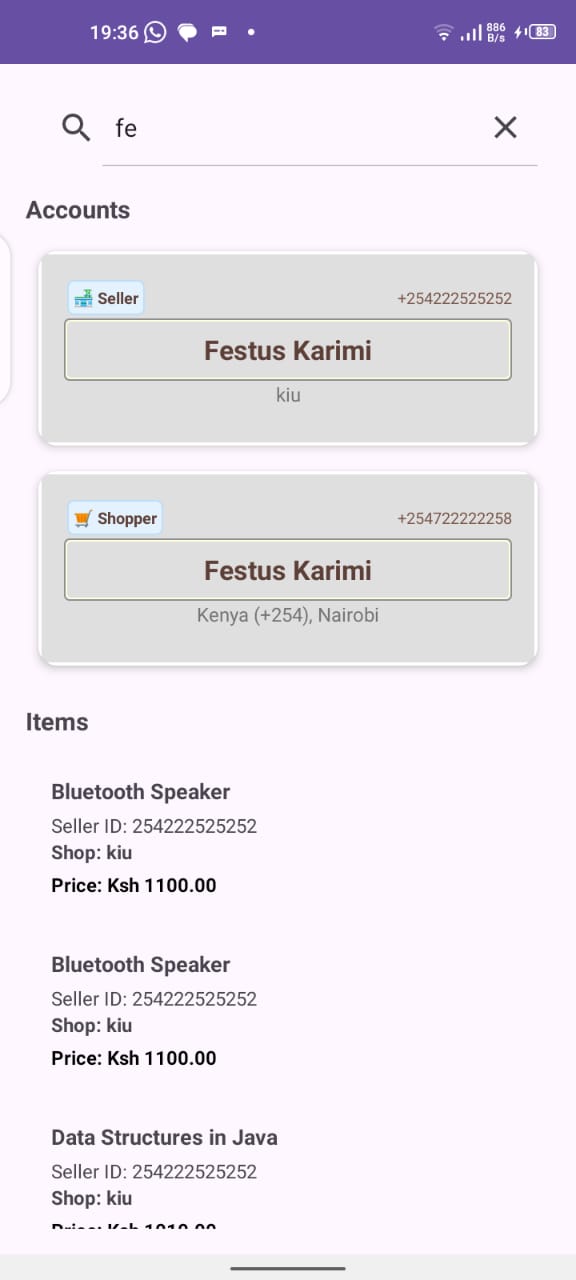 19:36 886 B/s 83
fe
Accounts
Seller +254222525252
Festus Karimi
kiu
Shopper +254722222258
Festus Karimi
Kenya (+254), Nairobi
Items
Bluetooth Speaker
Seller ID: 254222525252
Shop: kiu
Price: Ksh 1100.00
Bluetooth Speaker
Seller ID: 254222525252
Shop: kiu
Price: Ksh 1100.00
Data Structures in Java
Seller ID: 254222525252
Shop: kiu
Price: Ksh